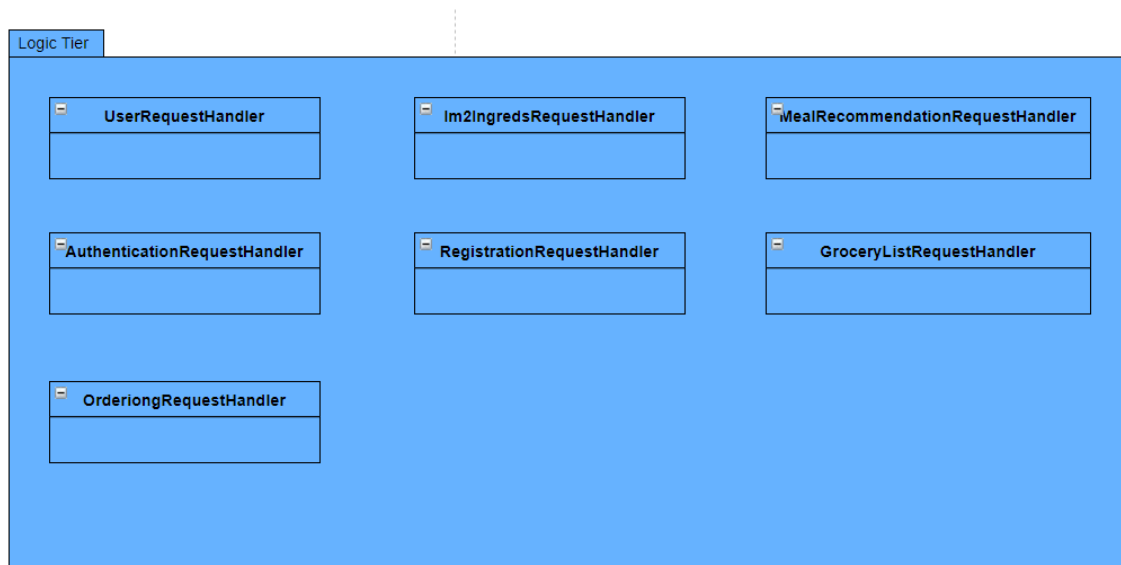 Logic Tier
UserRequestHandler
Im2IngredsRequestHandler
MealRecommendationRequestHandler
AuthenticationRequestHandler
RegistrationRequestHandler
GroceryListRequestHandler
OrderiongRequestHandler